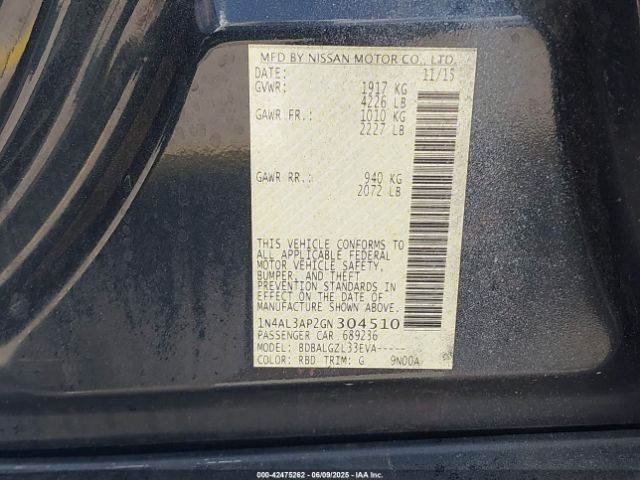 MFD BY NISSAN MOTOR CO., LTD.
DATE: 11/15
GVWR: 1917 KG
4226 LB
GAWR FR.: 1010 KG
2227 LB
GAWR RR.: 940 KG
2072 LB
THIS VEHICLE CONFORMS TO
ALL APPLICABLE FEDERAL
MOTOR VEHICLE SAFETY,
BUMPER, AND THEFT
PREVENTION STANDARDS IN
EFFECT ON THE DATE OF
MANUFACTURE SHOWN ABOVE.
1N4AL3AP2GN304510
PASSENGER CAR 689236
MODEL: BDBALGZL33EVA-----
COLOR: RBD TRIM: G 9N00A
000-42475262 - 06/09/2025 - IAA Inc.